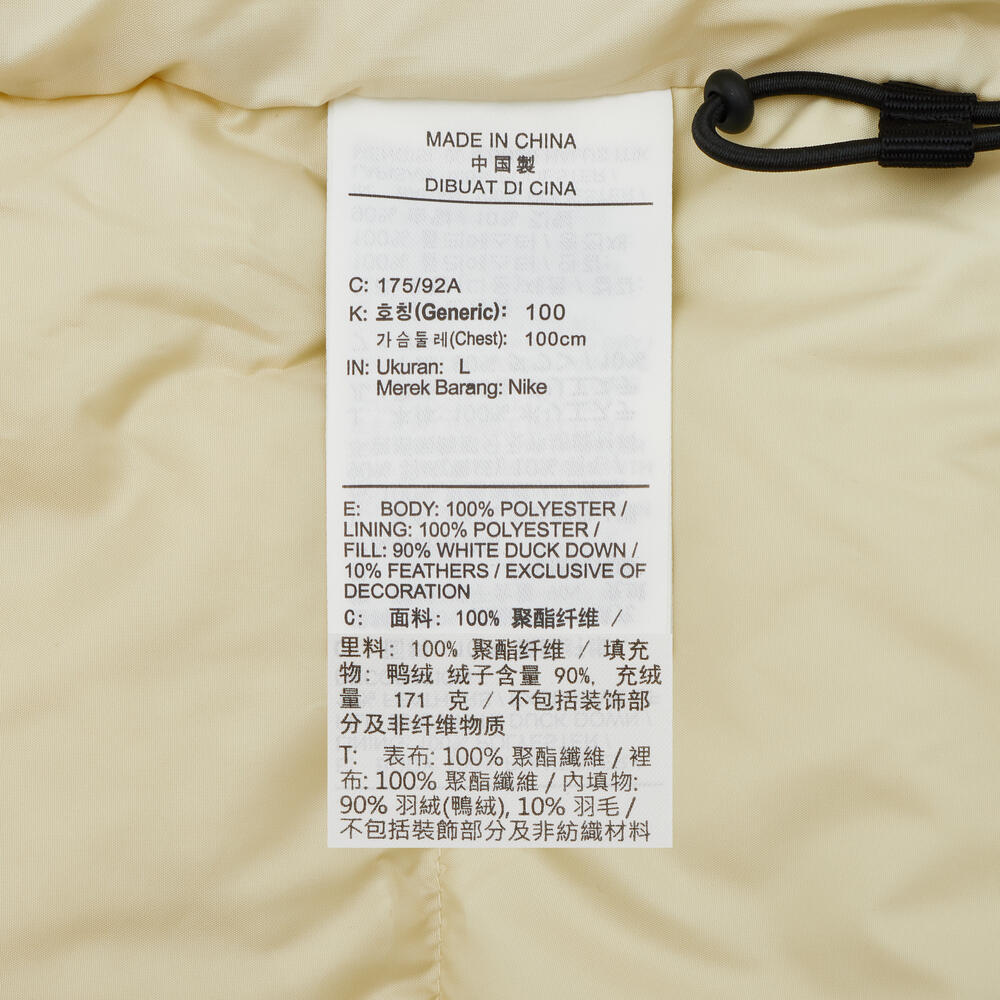 MADE IN CHINA
中国製
DIBUAT DI CINA
C: 175/92A
K: 호칭(Generic): 100
가슴둘레(Chest): 100cm
IN: Ukuran: L
Merek Barang: Nike
E: BODY: 100% POLYESTER /
LINING: 100% POLYESTER /
FILL: 90% WHITE DUCK DOWN /
10% FEATHERS / EXCLUSIVE OF
DECORATION
C: 面料: 100% 聚酯纤维 /
里料: 100% 聚酯纤维 / 填充
物: 鸭绒 绒子含量 90%, 充绒
量 171 克 / 不包括装饰部
分及非纤维物质
T: 表布: 100% 聚酯纖維 / 裡
布: 100% 聚酯纖維 / 內填物:
90% 羽絨(鴨絨), 10% 羽毛 /
不包括裝飾部分及非紡織材料